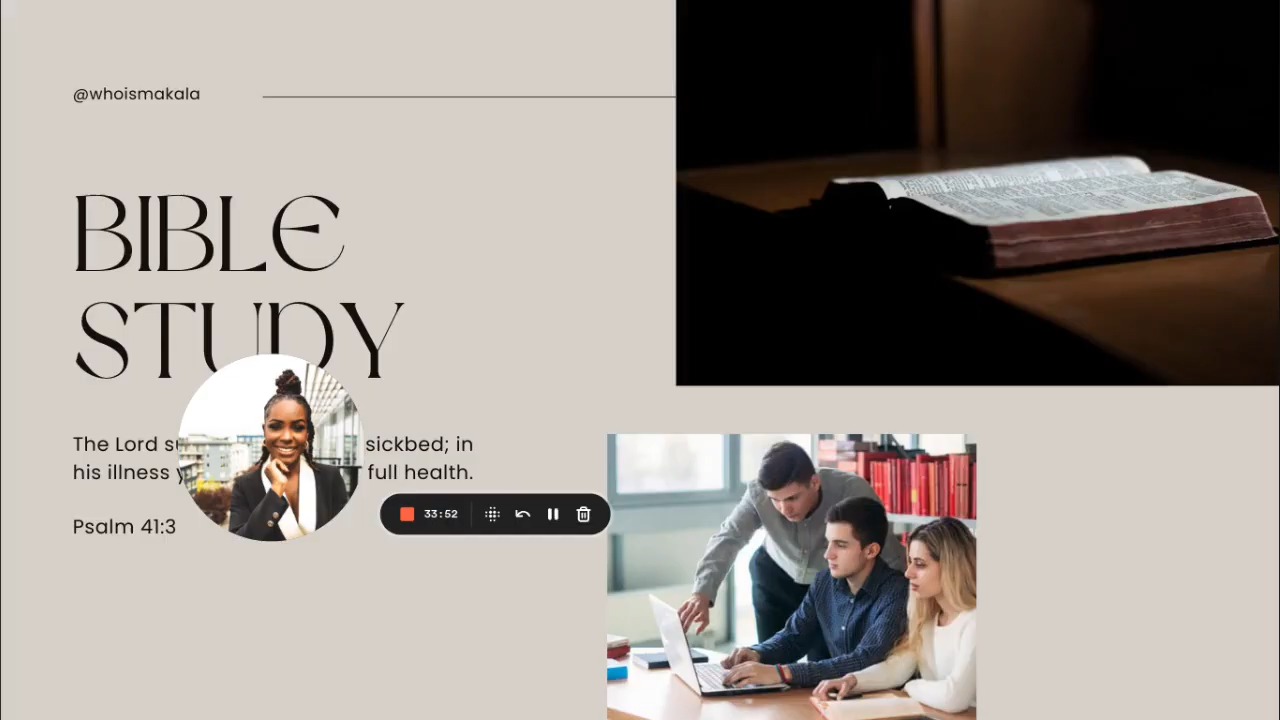 @whoismakala
BIBLE
STUDY
The Lord sickbed; in
his illness full health.
Psalm 41:3
33:52